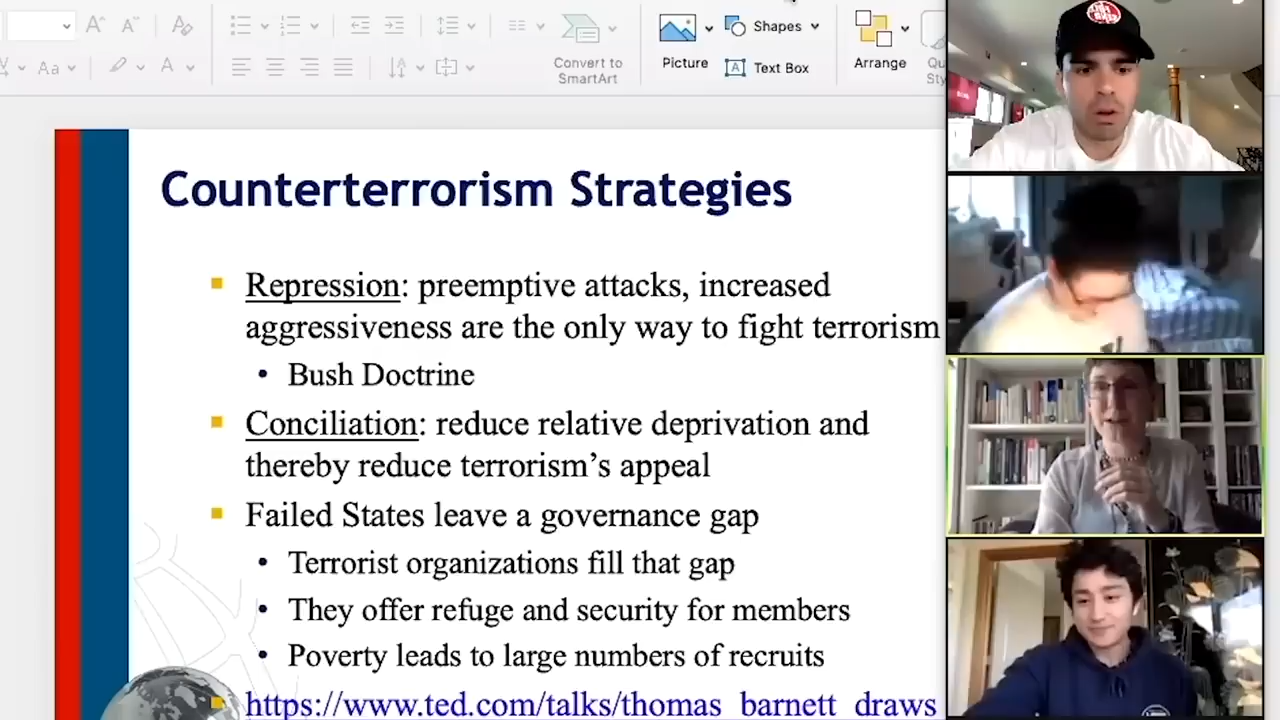 Aa
Convert to
SmartArt
Picture
Shapes
Text Box
Arrange
Counterterrorism Strategies
Repression: preemptive attacks, increased
aggressiveness are the only way to fight terrorism
Bush Doctrine
Conciliation: reduce relative deprivation and
thereby reduce terrorism’s appeal
Failed States leave a governance gap
Terrorist organizations fill that gap
They offer refuge and security for members
Poverty leads to large numbers of recruits
https://www.ted.com/talks/thomas_barnett_draws